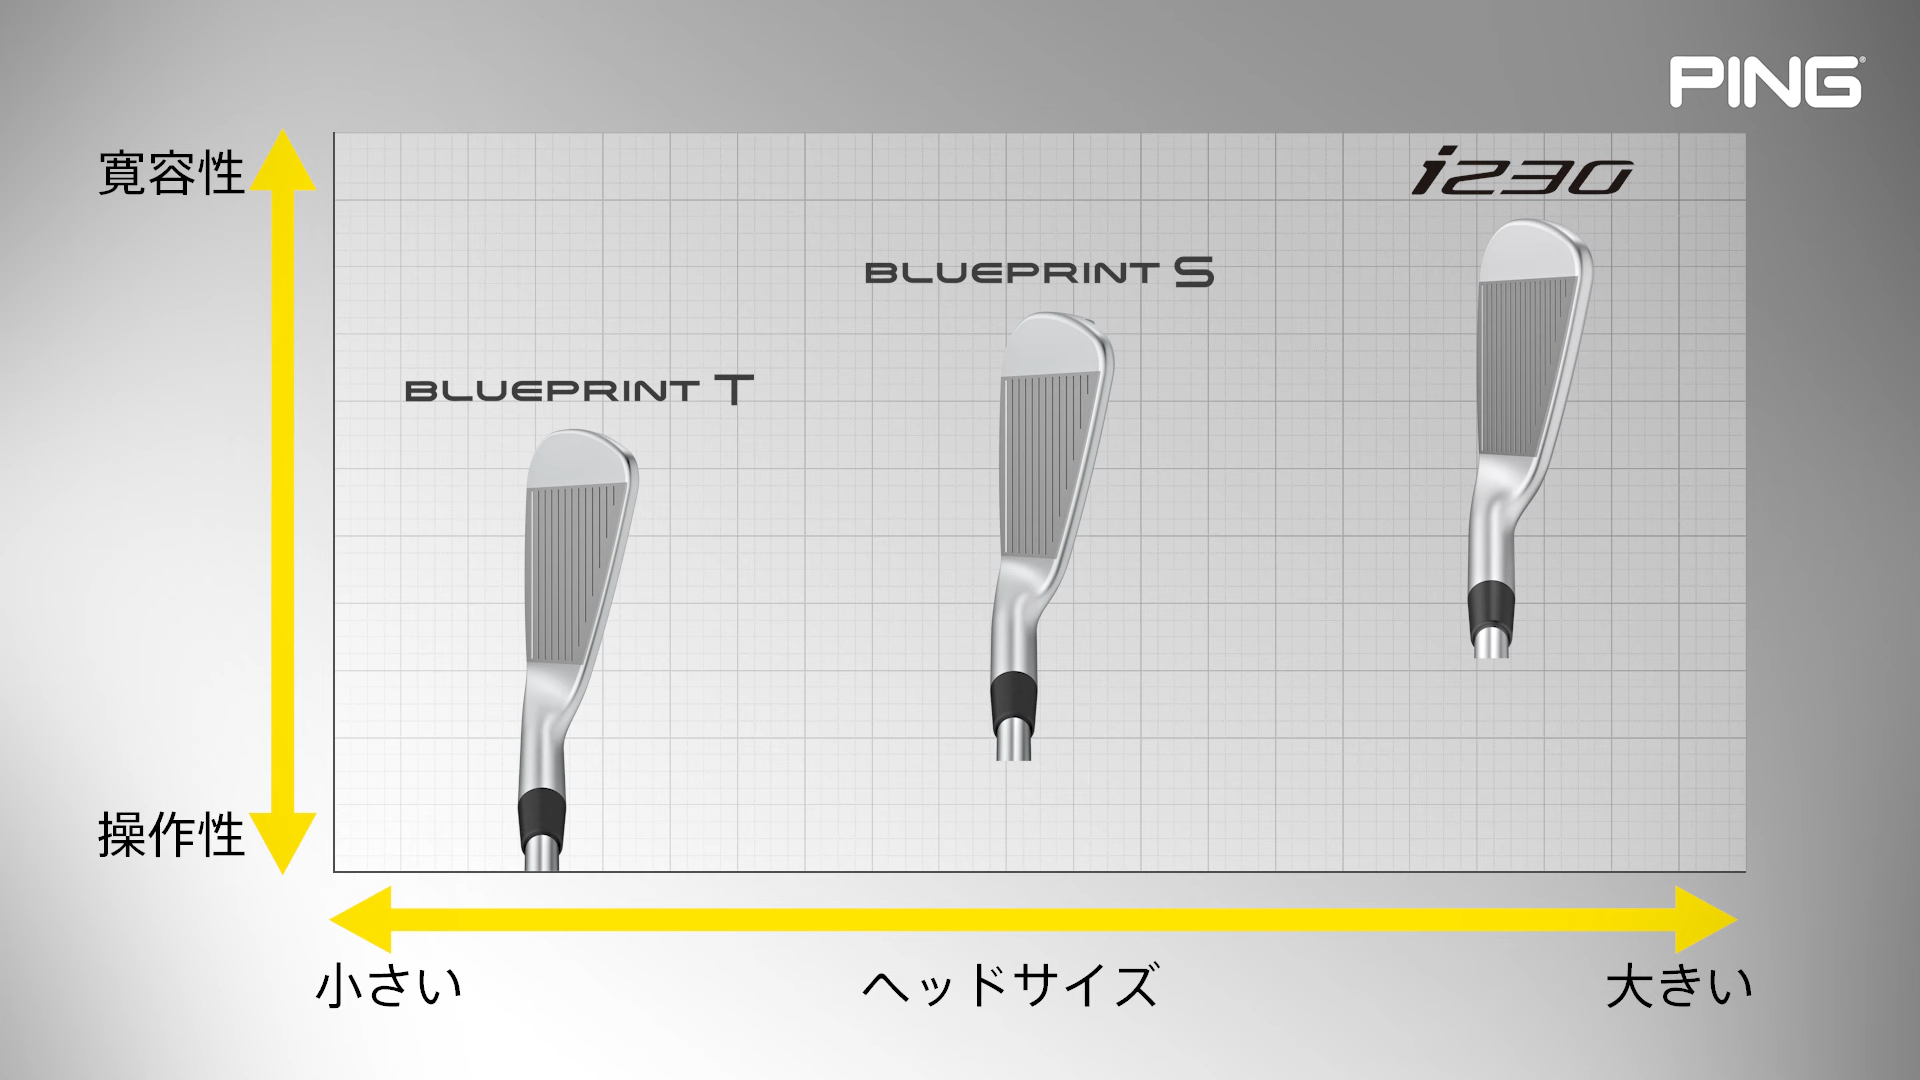 PING
寛容性
i230
BLUEPRINT S
BLUEPRINT T
操作性
小さい
ヘッドサイズ
大きい